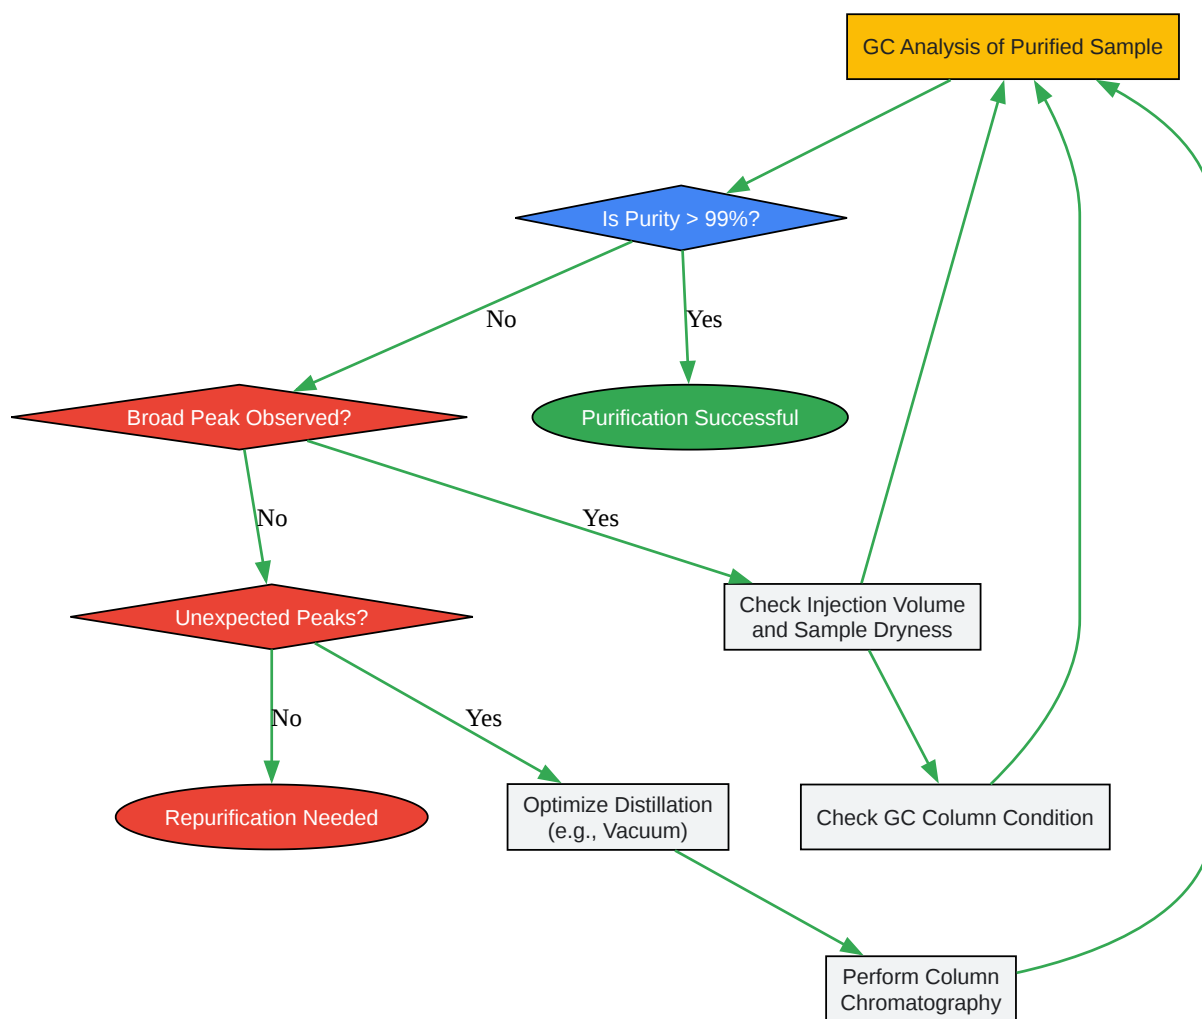 GC Analysis of Purified Sample
Is Purity > 99%?
No
Yes
Broad Peak Observed?
Purification Successful
No
Yes
Unexpected Peaks?
Check Injection Volume
and Sample Dryness
No
Yes
Repurification Needed
Optimize Distillation
(e.g., Vacuum)
Check GC Column Condition
Perform Column
Chromatography